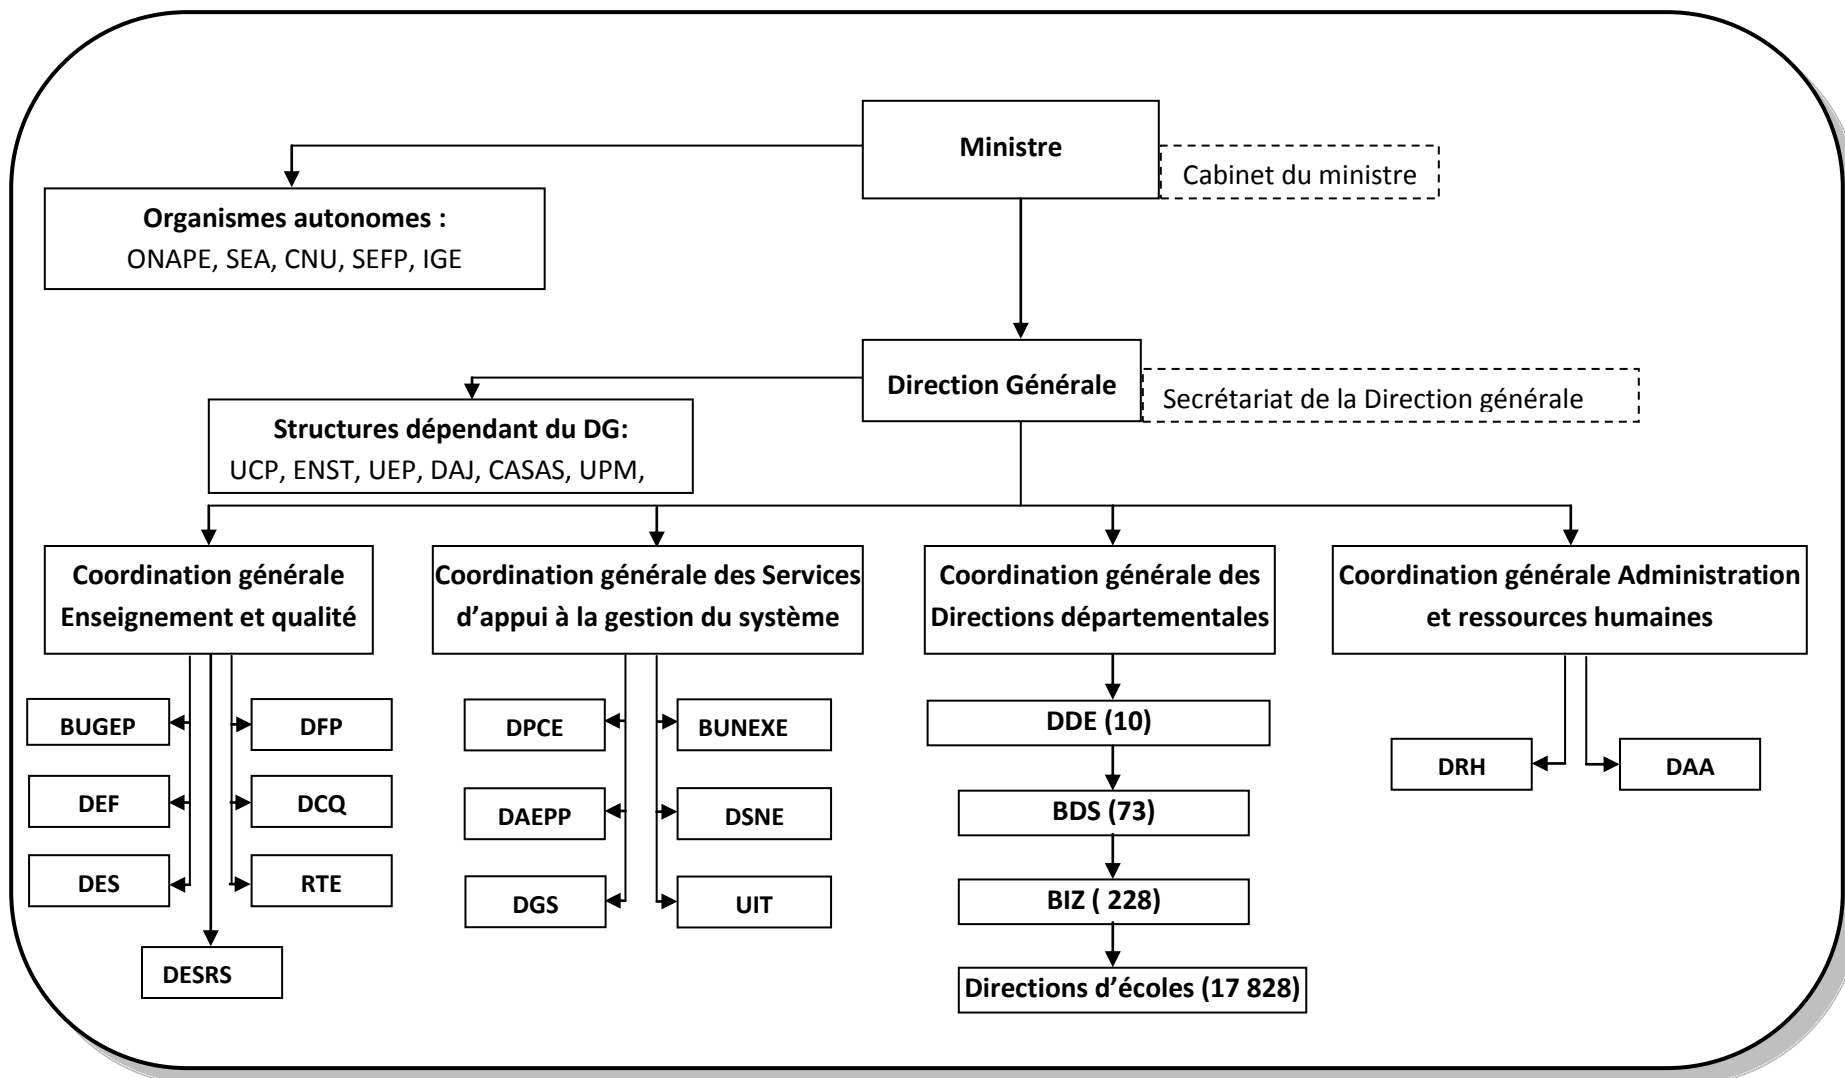 Ministre
Cabinet du ministre
Organismes autonomes :
ONAPE, SEA, CNU, SEFP, IGE
Direction Générale
Secrétariat de la Direction générale
Structures dépendant du DG:
UCP, ENST, UEP, DAJ, CASAS, UPM,
Coordination générale
Enseignement et qualité
Coordination générale des Services
d’appui à la gestion du système
Coordination générale des
Directions départementales
Coordination générale Administration
et ressources humaines
BUGEP
DFP
DEF
DCQ
DES
RTE
DESRS
DPCE
BUNEXE
DAEPP
DSNE
DGS
UIT
DDE (10)
BDS (73)
BIZ ( 228)
Directions d’écoles (17 828)
DRH
DAA